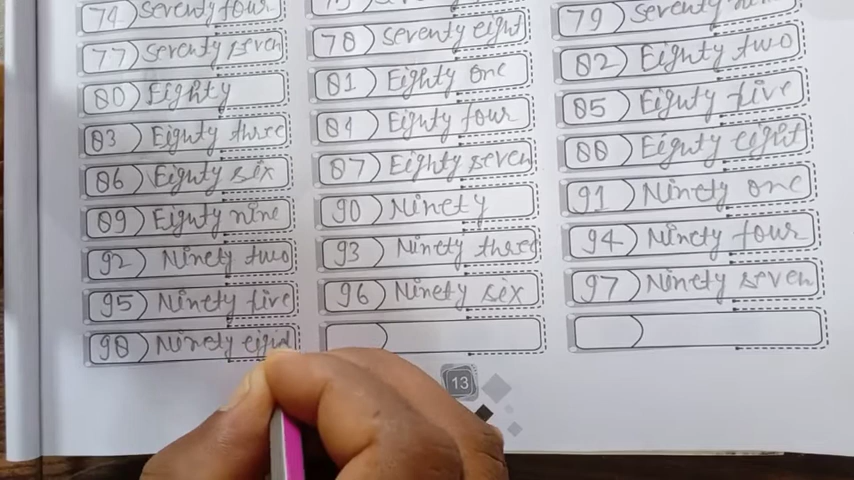 74 Seventy four
79
77 Seventy seven 78 Seventy eight
80 Eighty 81 Eighty one 82 Eighty two
83 Eighty three 84 Eighty four 85 Eighty five
86 Eighty six 87 Eighty seven 88 Eighty eight
89 Eighty nine 90 Ninety 91 Ninety one
92 Ninety two 93 Ninety three 94 Ninety four
95 Ninety five 96 Ninety six 97 Ninety seven
98 Ninety
13